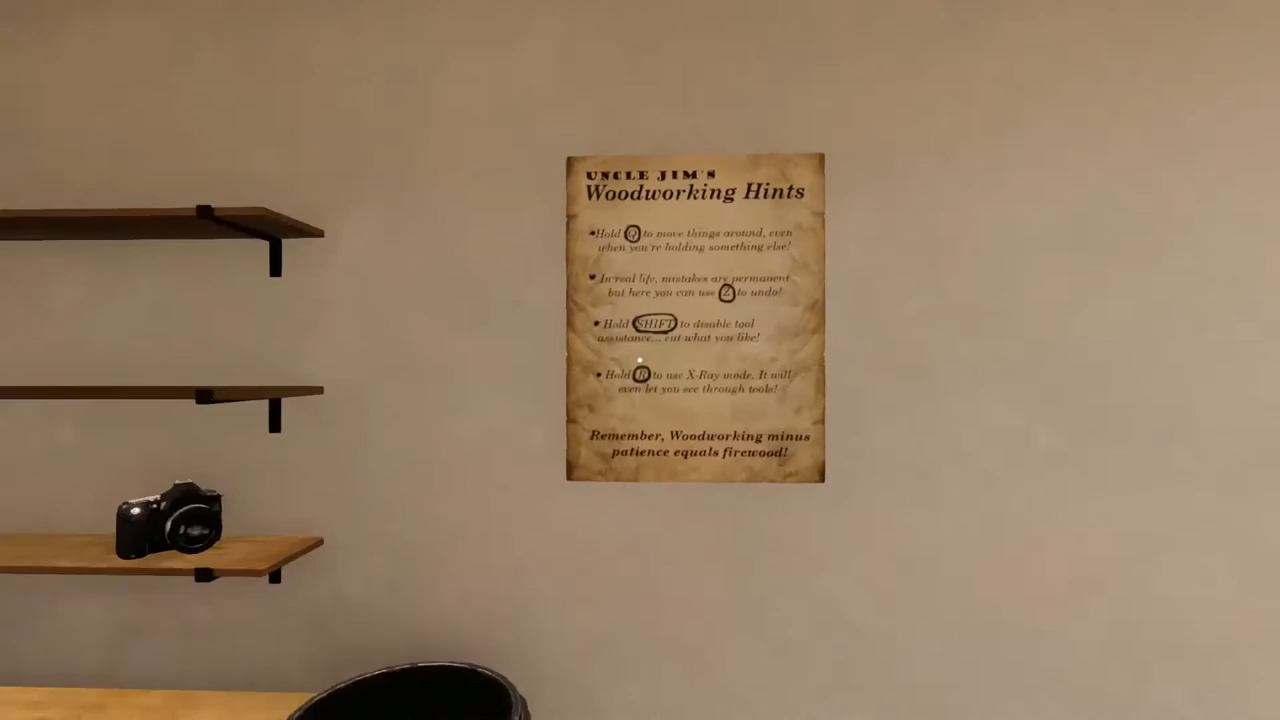 UNCLE JIM'S
Woodworking Hints
• Hold Q to move things around, even
when you're holding something else!
• In real life, mistakes are permanent
but here you can use Z to undo!
• Hold SHIFT to disable tool
assistance... cut what you like!
• Hold R to use X-Ray mode. It will
even let you see through tools!
Remember, Woodworking minus
patience equals firewood!